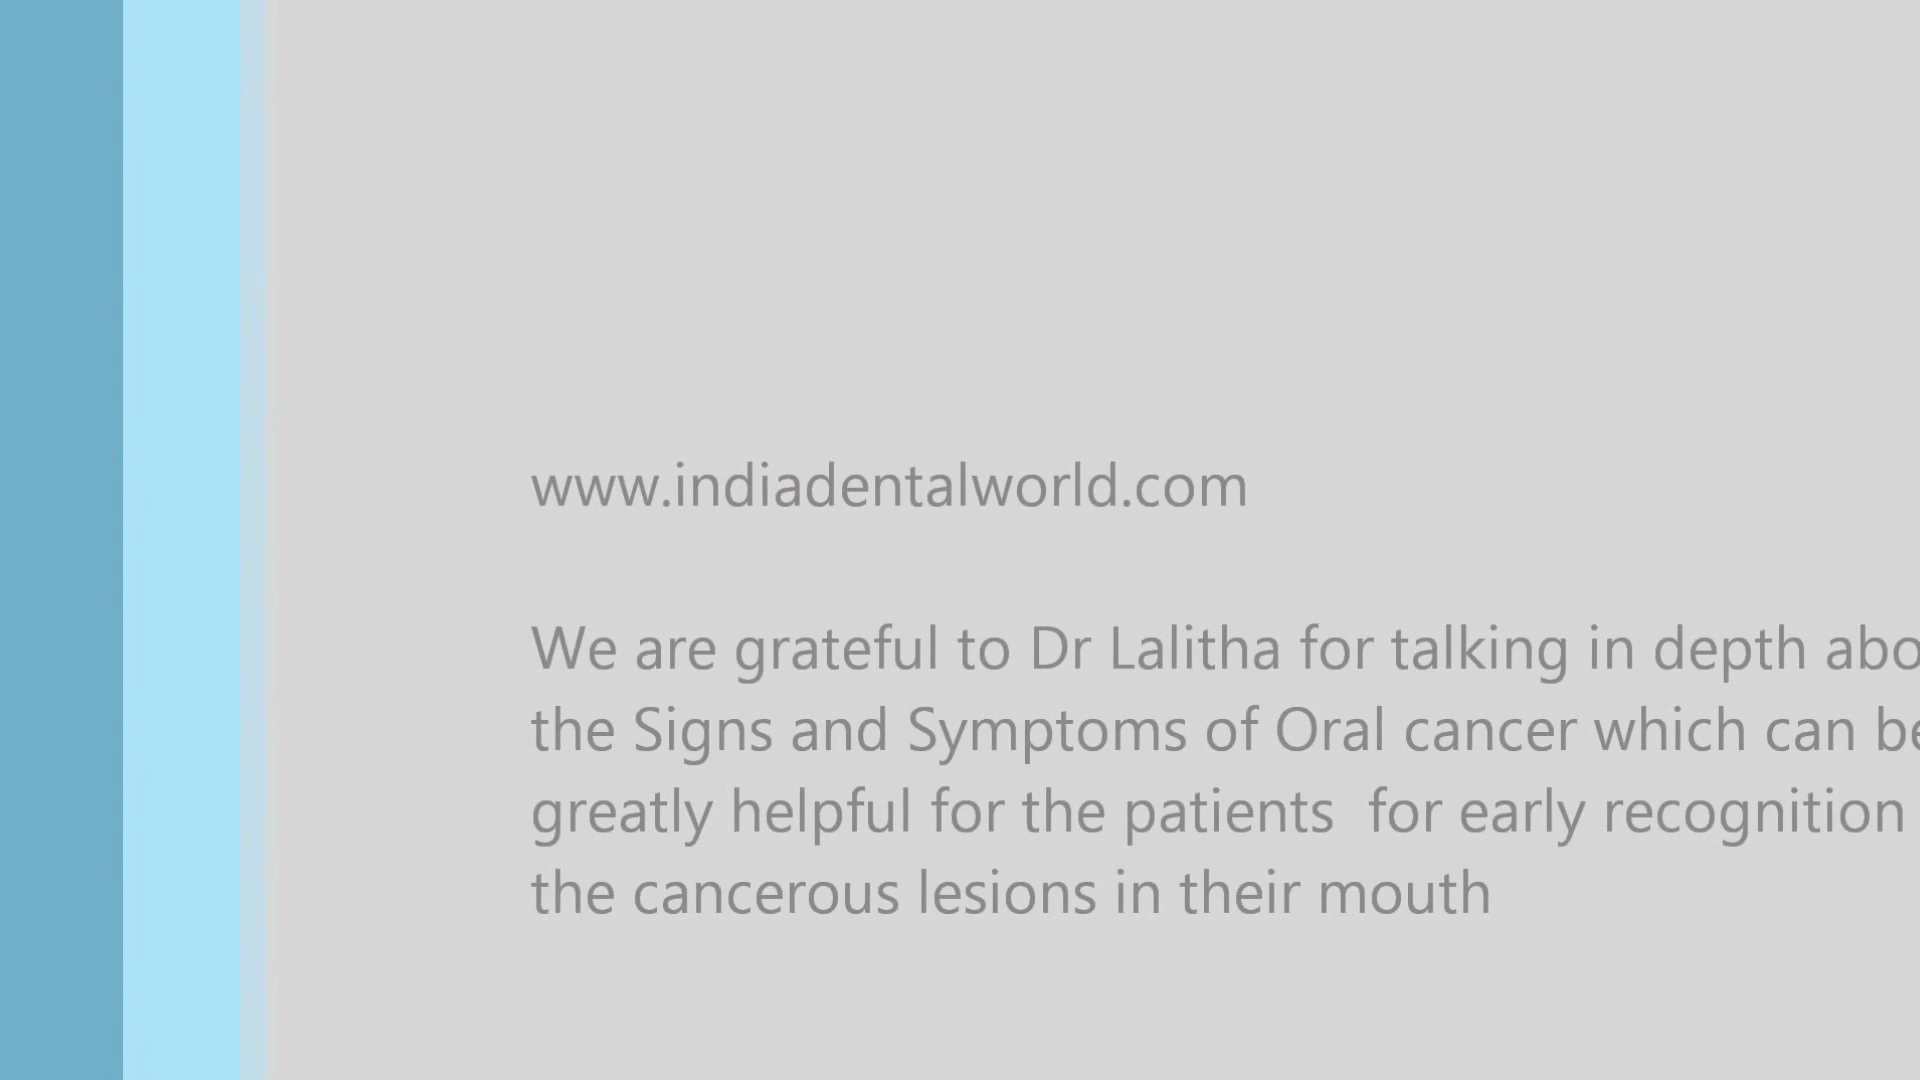 www.indiadentalworld.com
We are grateful to Dr Lalitha for talking in depth abo
the Signs and Symptoms of Oral cancer which can be
greatly helpful for the patients  for early recognition
the cancerous lesions in their mouth